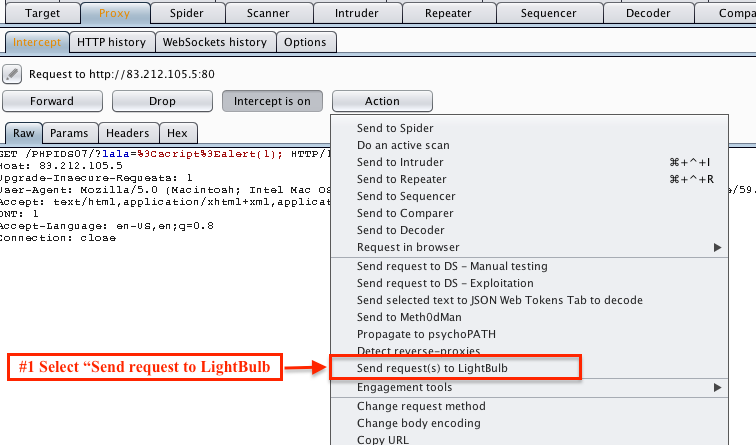 Target Proxy Spider Scanner Intruder Repeater Sequencer Decoder Compa
Intercept HTTP history WebSockets history Options
Request to http://83.212.105.5:80
Forward Drop Intercept is on Action
Raw Params Headers Hex
GET /PHPIDS07/?lala=%3Cscript%3Ealert(1); HTTP/1
Host: 83.212.105.5
Upgrade-Insecure-Requests: 1
User-Agent: Mozilla/5.0 (Macintosh; Intel Mac OS /59.
Accept: text/html,application/xhtml+xml,applicat
DNT: 1
Accept-Language: en-US,en;q=0.8
Connection: close
Send to Spider
Do an active scan
Send to Intruder ⌘+^+I
Send to Repeater ⌘+^+R
Send to Sequencer
Send to Comparer
Send to Decoder
Request in browser
Send request to DS - Manual testing
Send request to DS - Exploitation
Send selected text to JSON Web Tokens Tab to decode
Send to Meth0dMan
Propagate to psychoPATH
Detect reverse-proxies
#1 Select “Send request to LightBulb
Send request(s) to LightBulb
Engagement tools
Change request method
Change body encoding
Copy URL